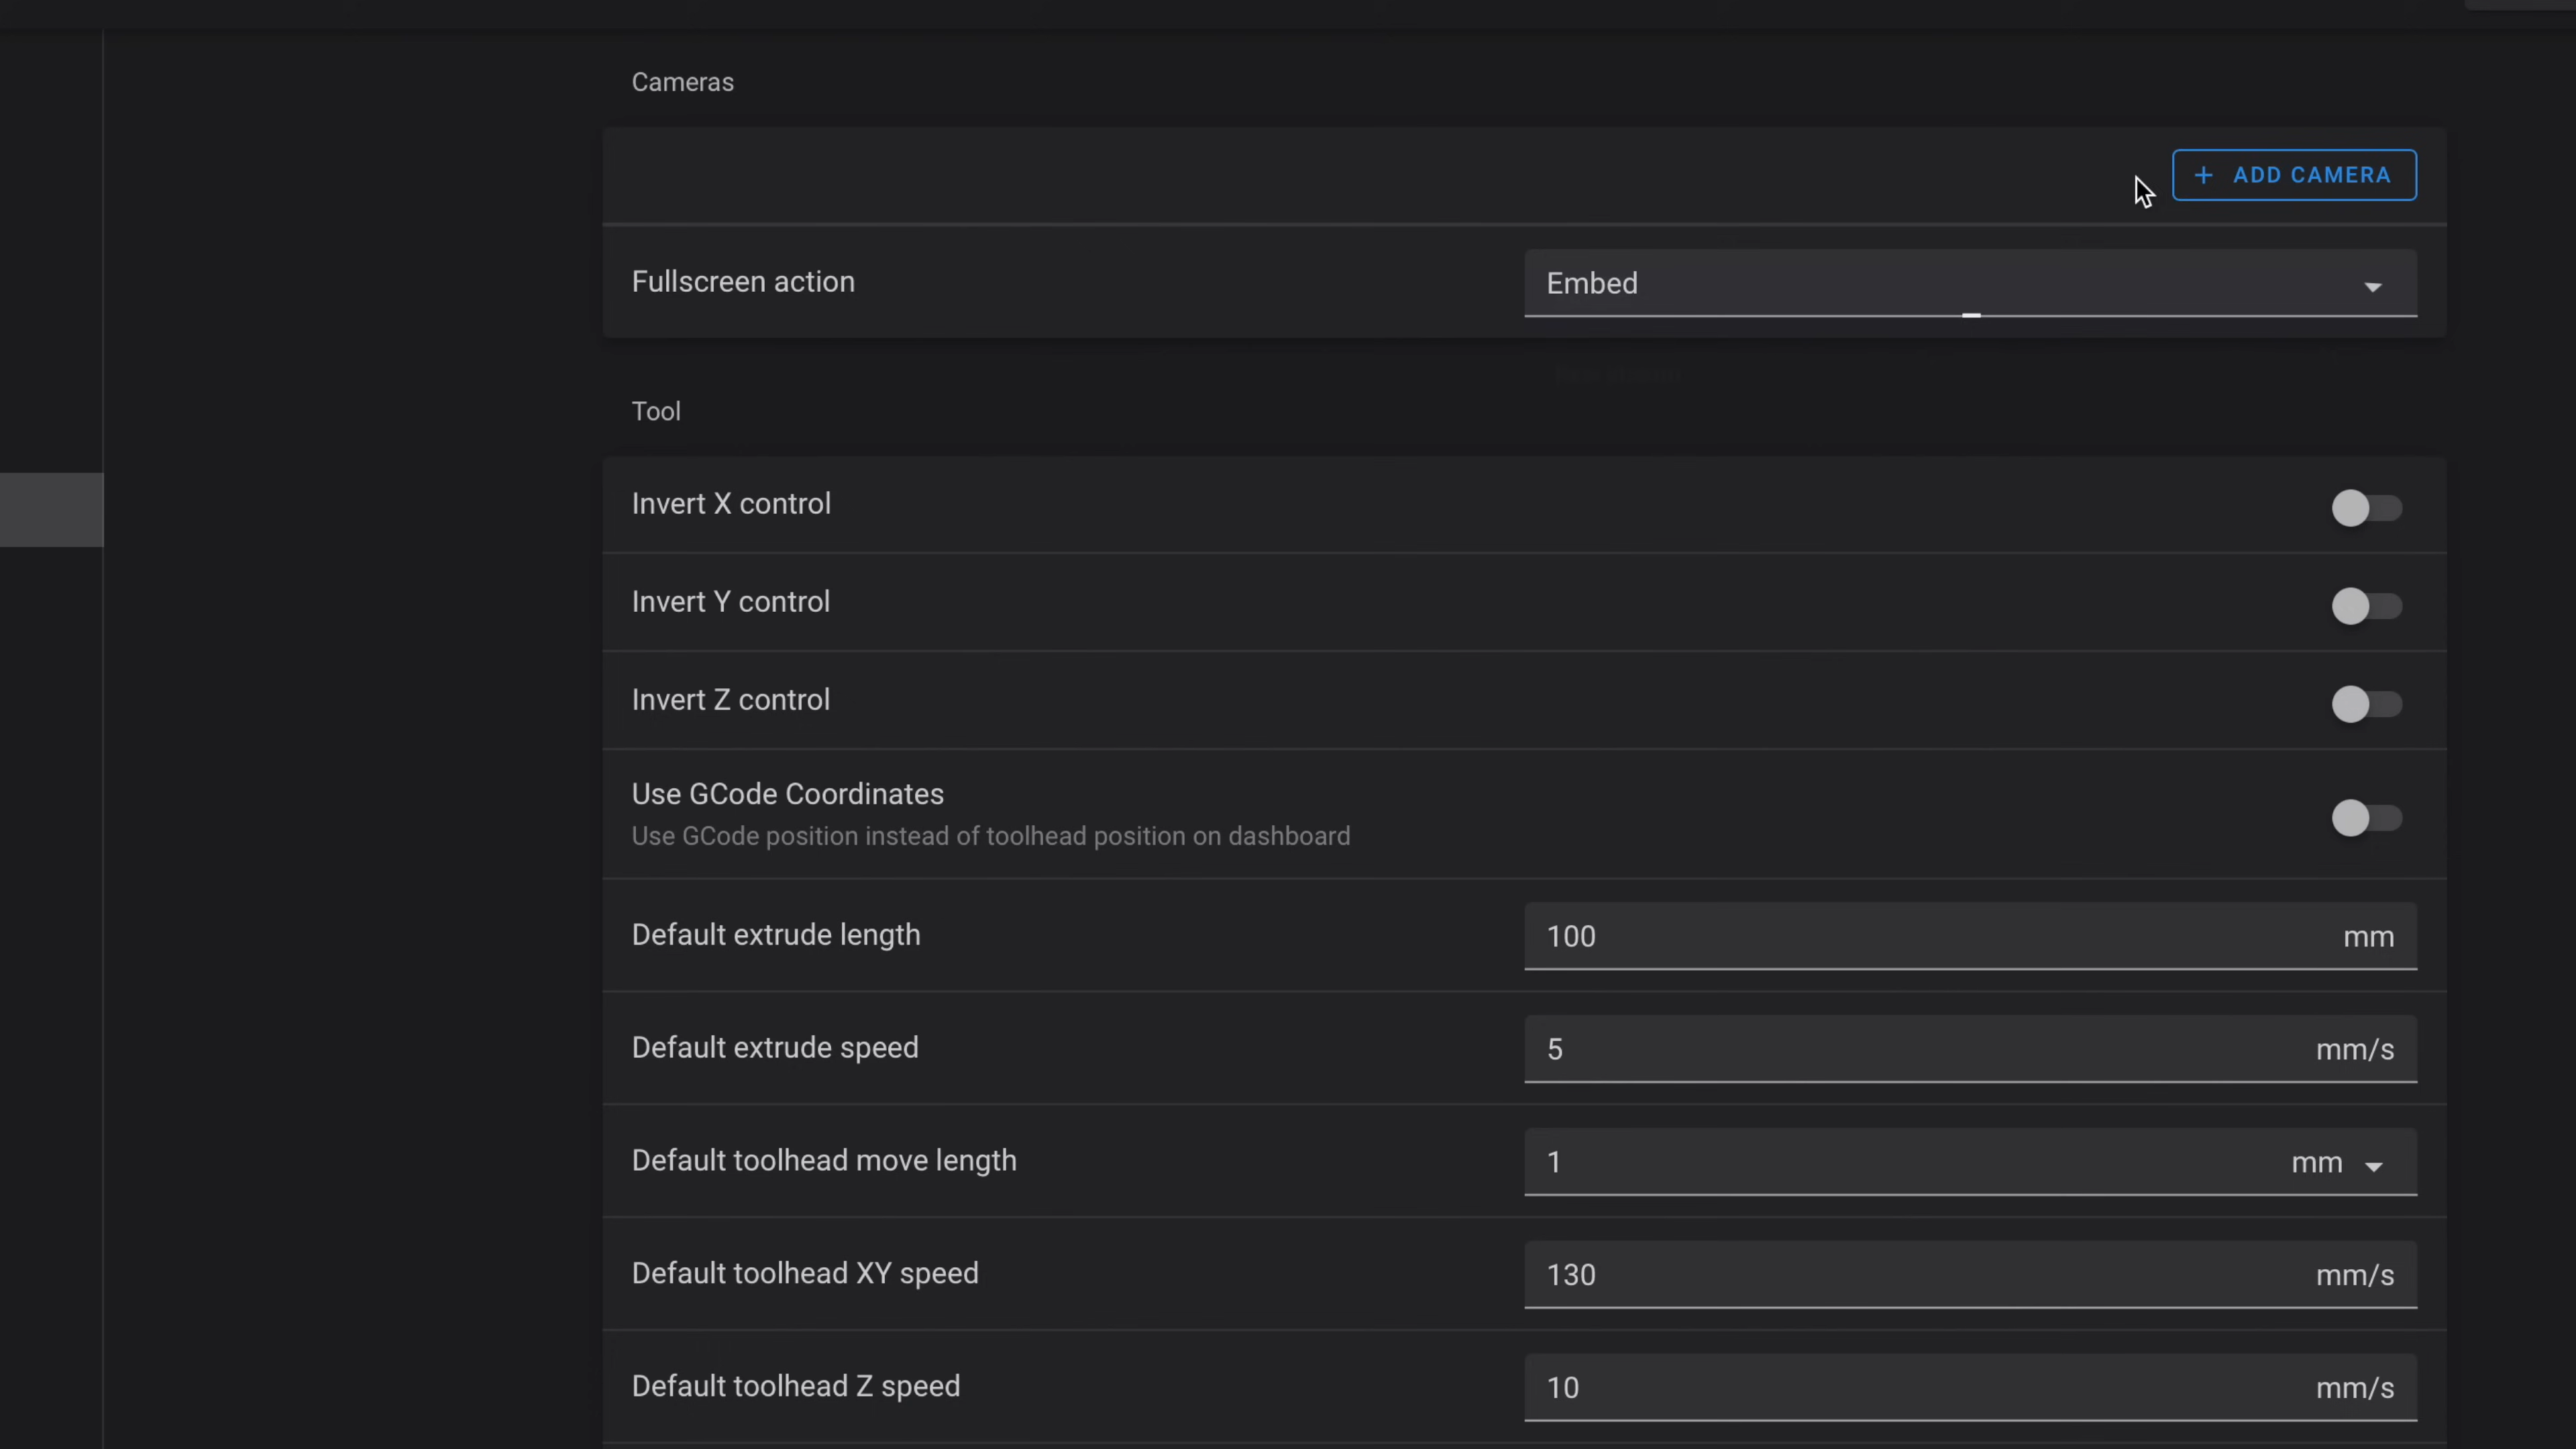 Cameras
+ ADD CAMERA
Fullscreen action
Embed
Tool
Invert X control
Invert Y control
Invert Z control
Use GCode Coordinates
Use GCode position instead of toolhead position on dashboard
Default extrude length
100 mm
Default extrude speed
5 mm/s
Default toolhead move length
1 mm
Default toolhead XY speed
130 mm/s
Default toolhead Z speed
10 mm/s